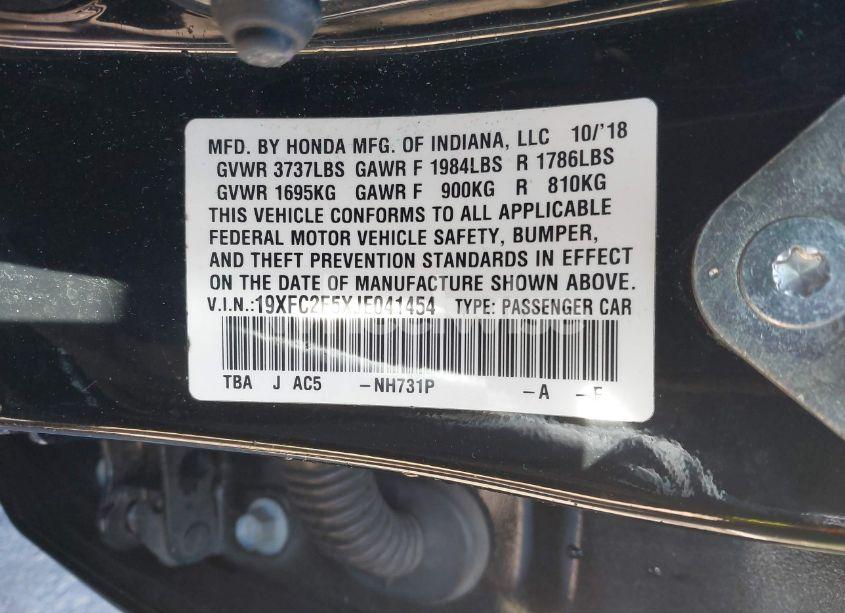 MFD. BY HONDA MFG. OF INDIANA, LLC 10/'18
GVWR 3737LBS GAWR F 1984LBS R 1786LBS
GVWR 1695KG GAWR F 900KG R 810KG
THIS VEHICLE CONFORMS TO ALL APPLICABLE
FEDERAL MOTOR VEHICLE SAFETY, BUMPER,
AND THEFT PREVENTION STANDARDS IN EFFECT
ON THE DATE OF MANUFACTURE SHOWN ABOVE.
V.I.N.:19XFC2F5XJE041454 TYPE: PASSENGER CAR
TBA J AC5 –NH731P –A –